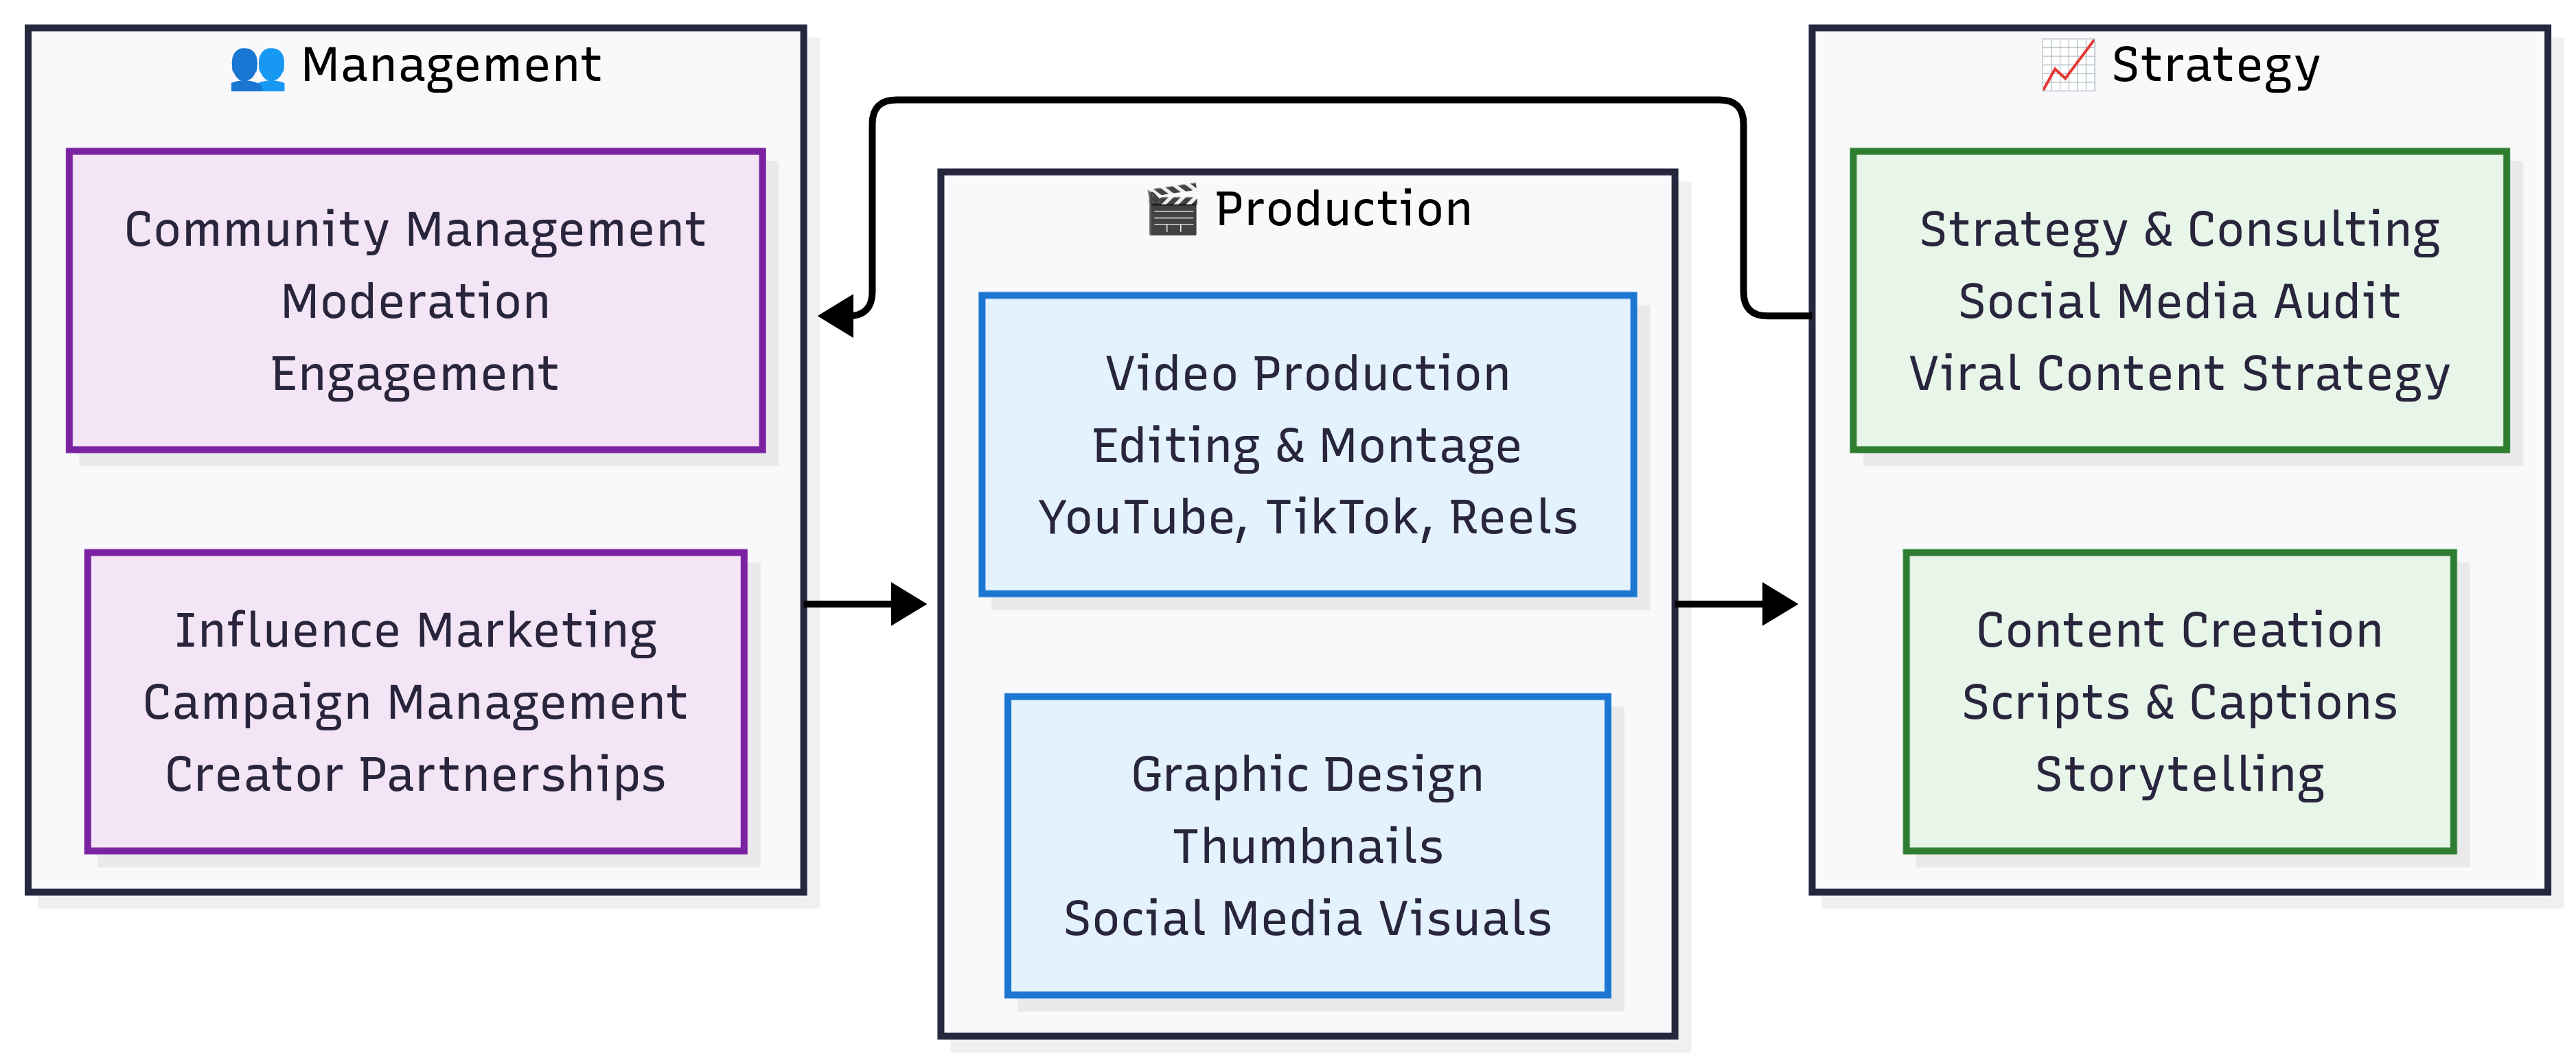 👥 Management
Community Management
Moderation
Engagement
Influence Marketing
Campaign Management
Creator Partnerships
🎬 Production
Video Production
Editing & Montage
YouTube, TikTok, Reels
Graphic Design
Thumbnails
Social Media Visuals
📈 Strategy
Strategy & Consulting
Social Media Audit
Viral Content Strategy
Content Creation
Scripts & Captions
Storytelling